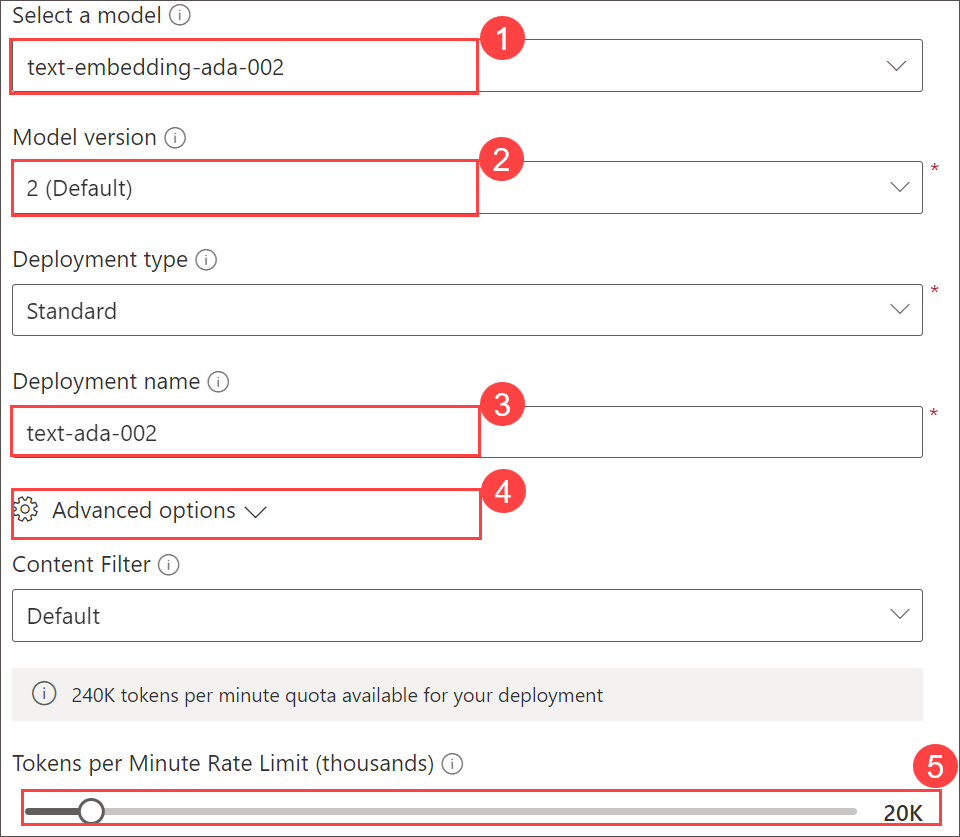 Select a model
1
text-embedding-ada-002
Model version
2
2 (Default)
*
Deployment type
Standard
*
Deployment name
3
text-ada-002
*
4
Advanced options
Content Filter
Default
240K tokens per minute quota available for your deployment
Tokens per Minute Rate Limit (thousands)
5
20K